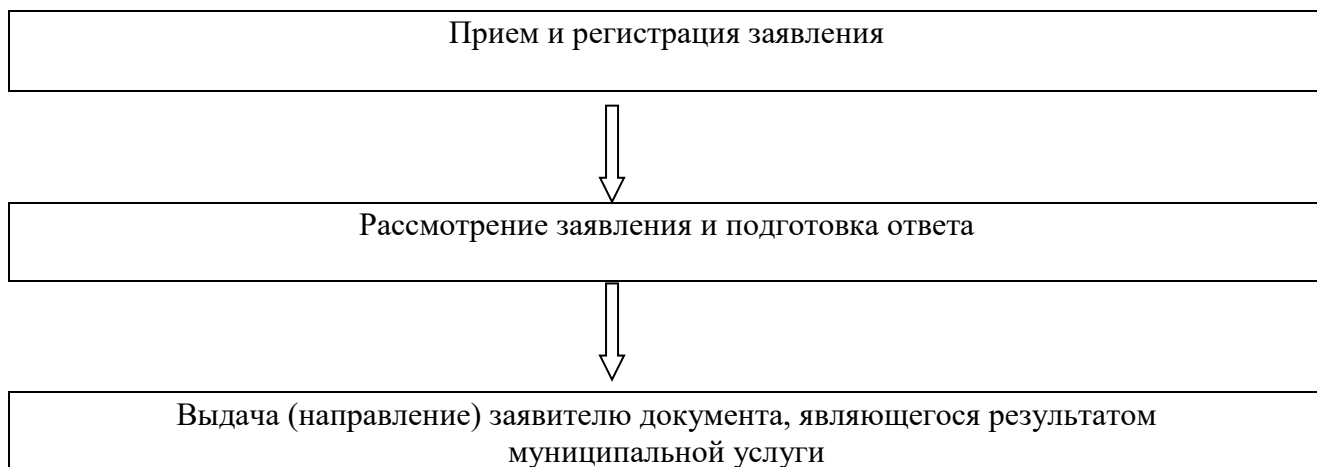 Прием и регистрация заявления
Рассмотрение заявления и подготовка ответа
Выдача (направление) заявителю документа, являющегося результатом
муниципальной услуги